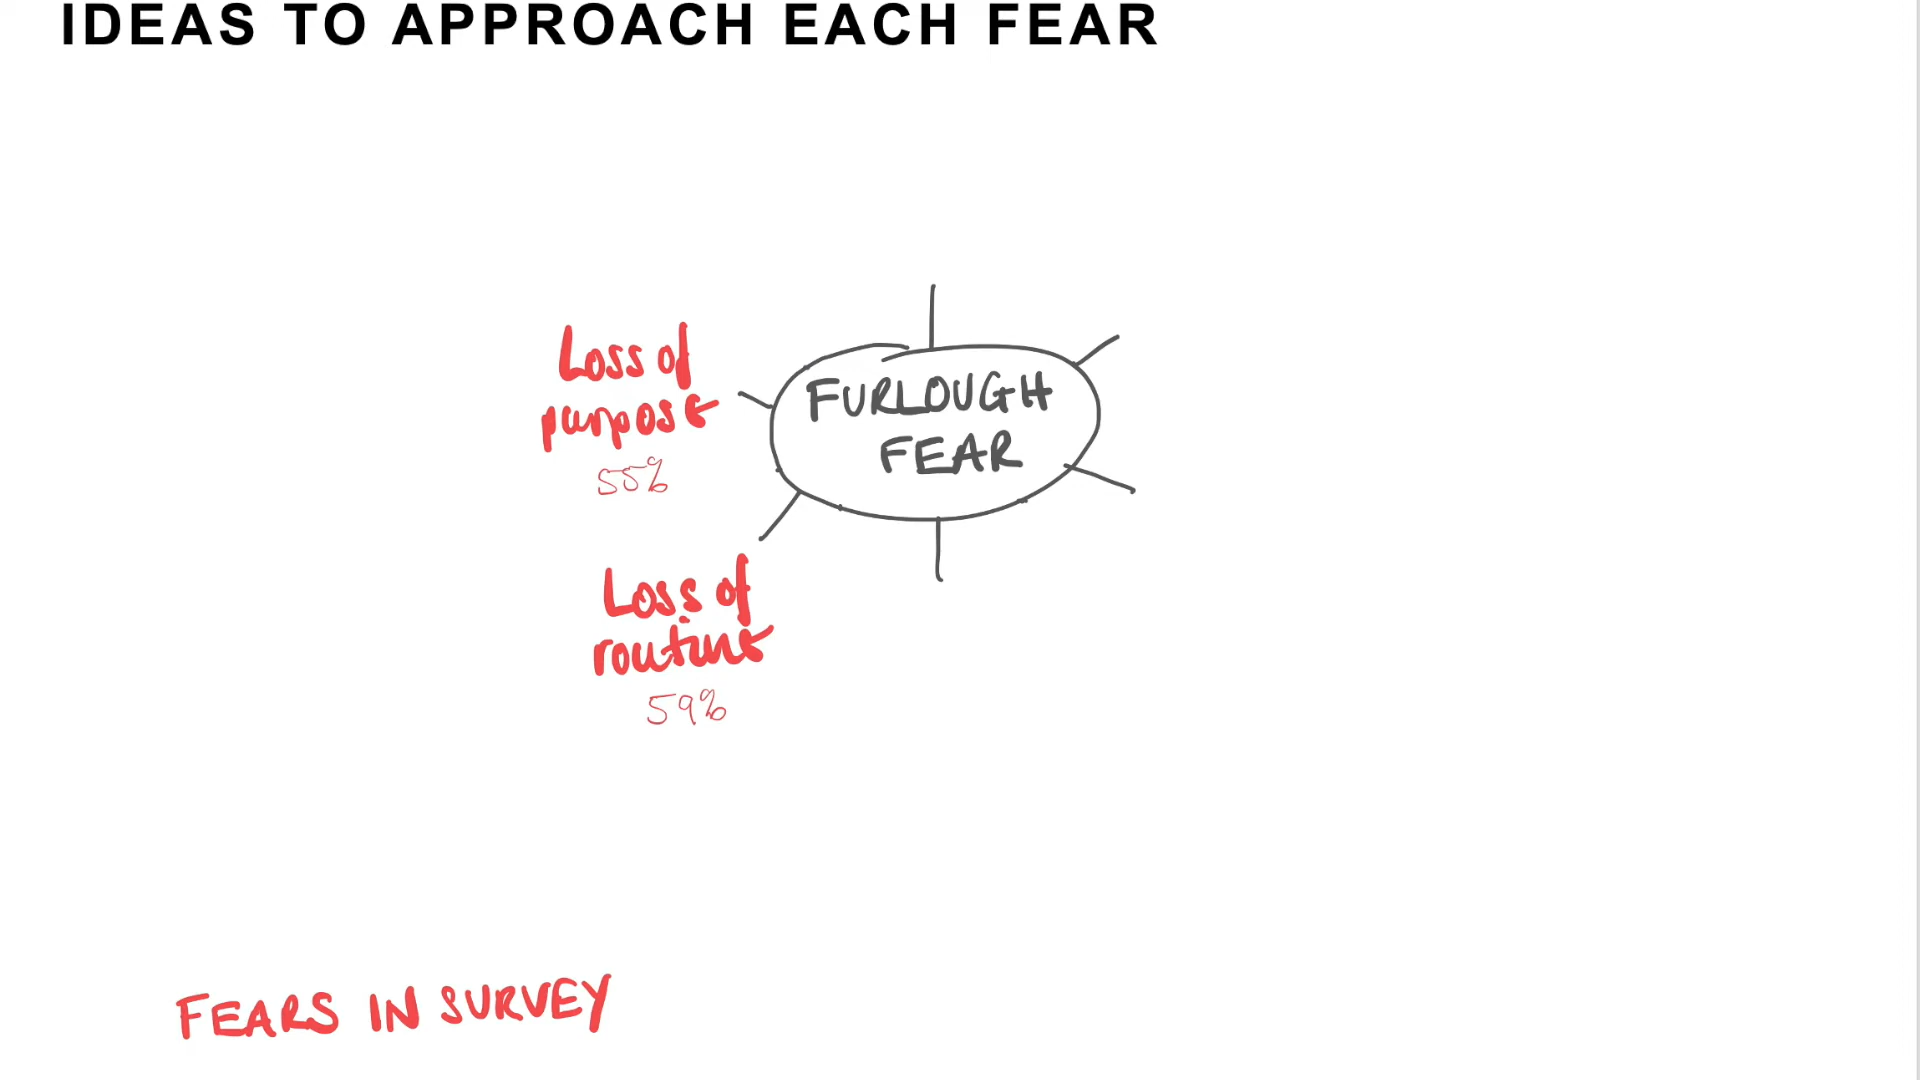 IDEAS TO APPROACH EACH FEAR
Loss of
purpose
55%
FURLOUGH
FEAR
Loss of
routine
59%
FEARS IN SURVEY